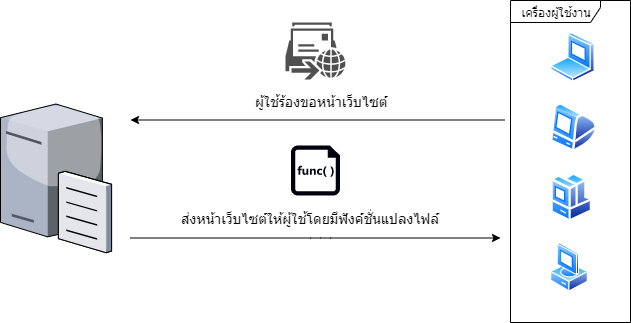 เครื่องผู้ใช้งาน
ผู้ใช้ร้องขอหน้าเว็บไซต์
func( )
ส่งหน้าเว็บไซต์ให้ผู้ใช้โดยมีฟังค์ชั่นแปลงไฟล์